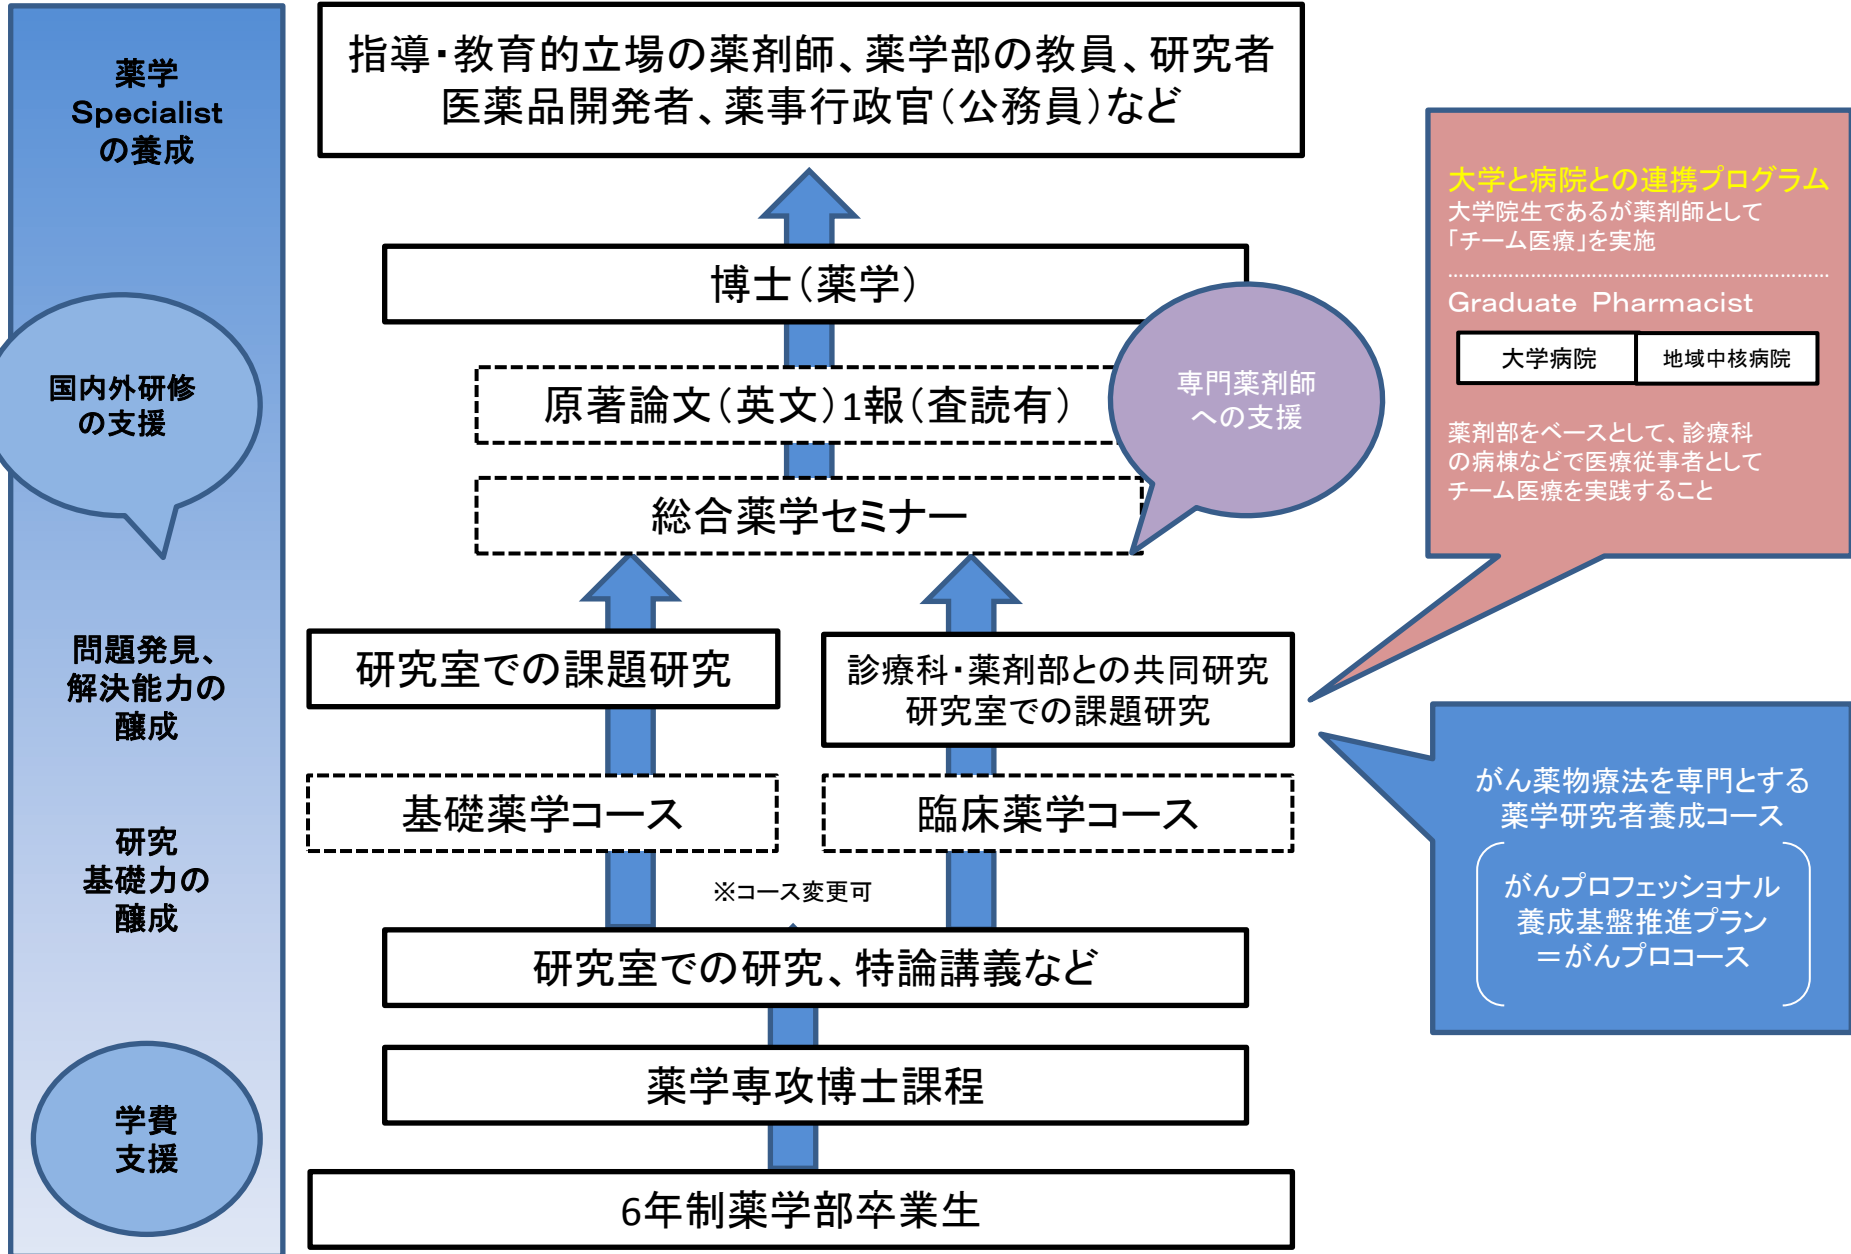 薬学
Specialist
の養成
国内外研修
の支援
問題発見、
解決能力の
醸成
研究
基礎力の
醸成
学費
支援
指導・教育的立場の薬剤師、薬学部の教員、研究者
医薬品開発者、薬事行政官(公務員)など
博士(薬学)
原著論文(英文)1報(査読有)
総合薬学セミナー
専門薬剤師
への支援
研究室での課題研究
診療科・薬剤部との共同研究
研究室での課題研究
基礎薬学コース
臨床薬学コース
※コース変更可
研究室での研究、特論講義など
薬学専攻博士課程
6年制薬学部卒業生
大学と病院との連携プログラム
大学院生であるが薬剤師として
「チーム医療」を実施
Graduate Pharmacist
大学病院
地域中核病院
薬剤部をベースとして、診療科
の病棟などで医療従事者として
チーム医療を実践すること
がん薬物療法を専門とする
薬学研究者養成コース
がんプロフェッショナル
養成基盤推進プラン
=がんプロコース